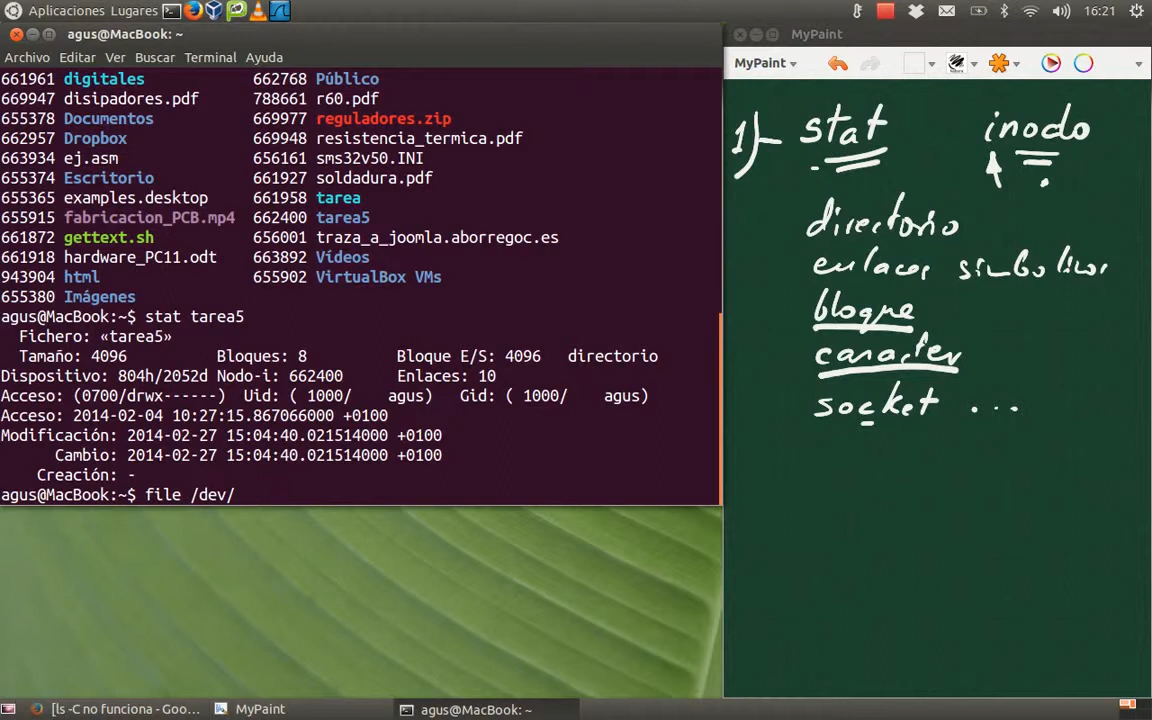 Aplicaciones Lugares 16:21
agus@MacBook: ~
Archivo Editar Ver Buscar Terminal Ayuda
661961 digitales 662768 Público
669947 disipadores.pdf 788661 r60.pdf
655378 Documentos 669977 reguladores.zip
662957 Dropbox 669948 resistencia_termica.pdf
663934 ej.asm 656161 sms32v50.INI
655374 Escritorio 661927 soldadura.pdf
655365 examples.desktop 661958 tarea
655915 fabricacion_PCB.mp4 662400 tarea5
661872 gettext.sh 656001 traza_a_joomla.aborregoc.es
661918 hardware_PC11.odt 663892 Vídeos
943904 html 655902 VirtualBox VMs
655380 Imágenes
agus@MacBook:~$ stat tarea5
Fichero: «tarea5»
Tamaño: 4096 Bloques: 8 Bloque E/S: 4096 directorio
Dispositivo: 804h/2052d Nodo-i: 662400 Enlaces: 10
Acceso: (0700/drwx------) Uid: ( 1000/ agus) Gid: ( 1000/ agus)
Acceso: 2014-02-04 10:27:15.867066000 +0100
Modificación: 2014-02-27 15:04:40.021514000 +0100
Cambio: 2014-02-27 15:04:40.021514000 +0100
Creación: -
agus@MacBook:~$ file /dev/
MyPaint
MyPaint
1)- stat inodo
directorio
enlaces simbolicos
bloque
caracter
socket ...
[ls -C no funciona - Goo... MyPaint agus@MacBook: ~